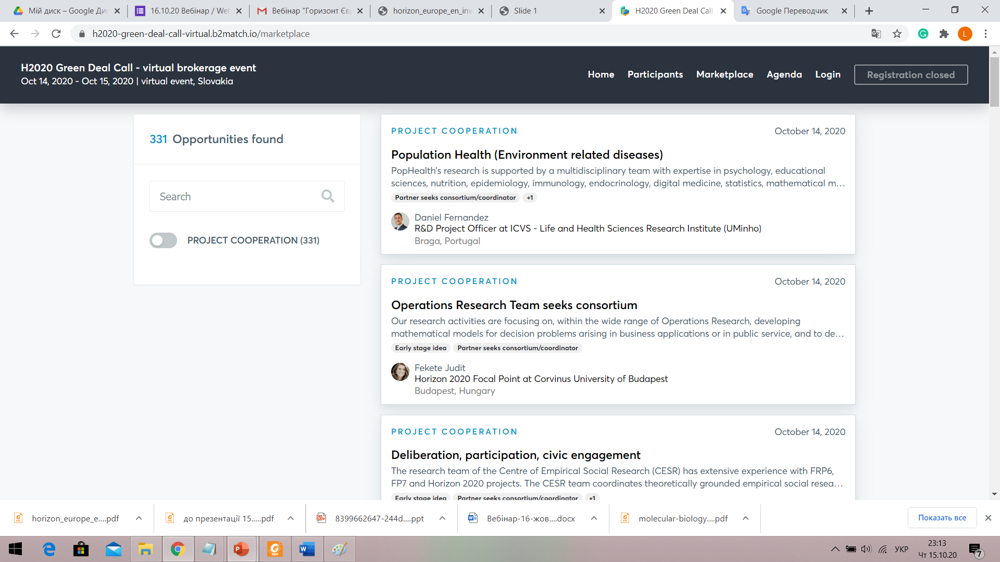 Мій диск – Google Ди
16.10.20 Вебінар / Web
Вебінар "Горизонт Євр
horizon_europe_en_inv
Slide 1
H2020 Green Deal Call
Google Переводчик
h2020-green-deal-call-virtual.b2match.io/marketplace
L
H2020 Green Deal Call - virtual brokerage event
Oct 14, 2020 - Oct 15, 2020 | virtual event, Slovakia
Home Participants Marketplace Agenda Login Registration closed
331 Opportunities found
Search
PROJECT COOPERATION (331)
PROJECT COOPERATION
October 14, 2020
Population Health (Environment related diseases)
PopHealth's research is supported by a multidisciplinary team with expertise in psychology, educational
sciences, nutrition, epidemiology, immunology, endocrinology, digital medicine, statistics, mathematical m…
Partner seeks consortium/coordinator +1
Daniel Fernandez
R&D Project Officer at ICVS - Life and Health Sciences Research Institute (UMinho)
Braga, Portugal
PROJECT COOPERATION
October 14, 2020
Operations Research Team seeks consortium
Our research activities are focusing on, within the wide range of Operations Research, developing
mathematical models for decision problems arising in business applications or in public service, and to de…
Early stage idea Partner seeks consortium/coordinator
Fekete Judit
Horizon 2020 Focal Point at Corvinus University of Budapest
Budapest, Hungary
PROJECT COOPERATION
October 14, 2020
Deliberation, participation, civic engagement
The research team of the Centre of Empirical Social Research (CESR) has extensive experience with FRP6,
FP7 and Horizon 2020 projects. The CESR team coordinates theoretically grounded empirical social resea…
Early stage idea Partner seeks consortium/coordinator +1
horizon_europe_e....pdf
до презентації 15.....pdf
8399662647-244d....ppt
Вебінар-16-жов....docx
molecular-biology....pdf
Показать все
УКР
23:13
Чт 15.10.20
7